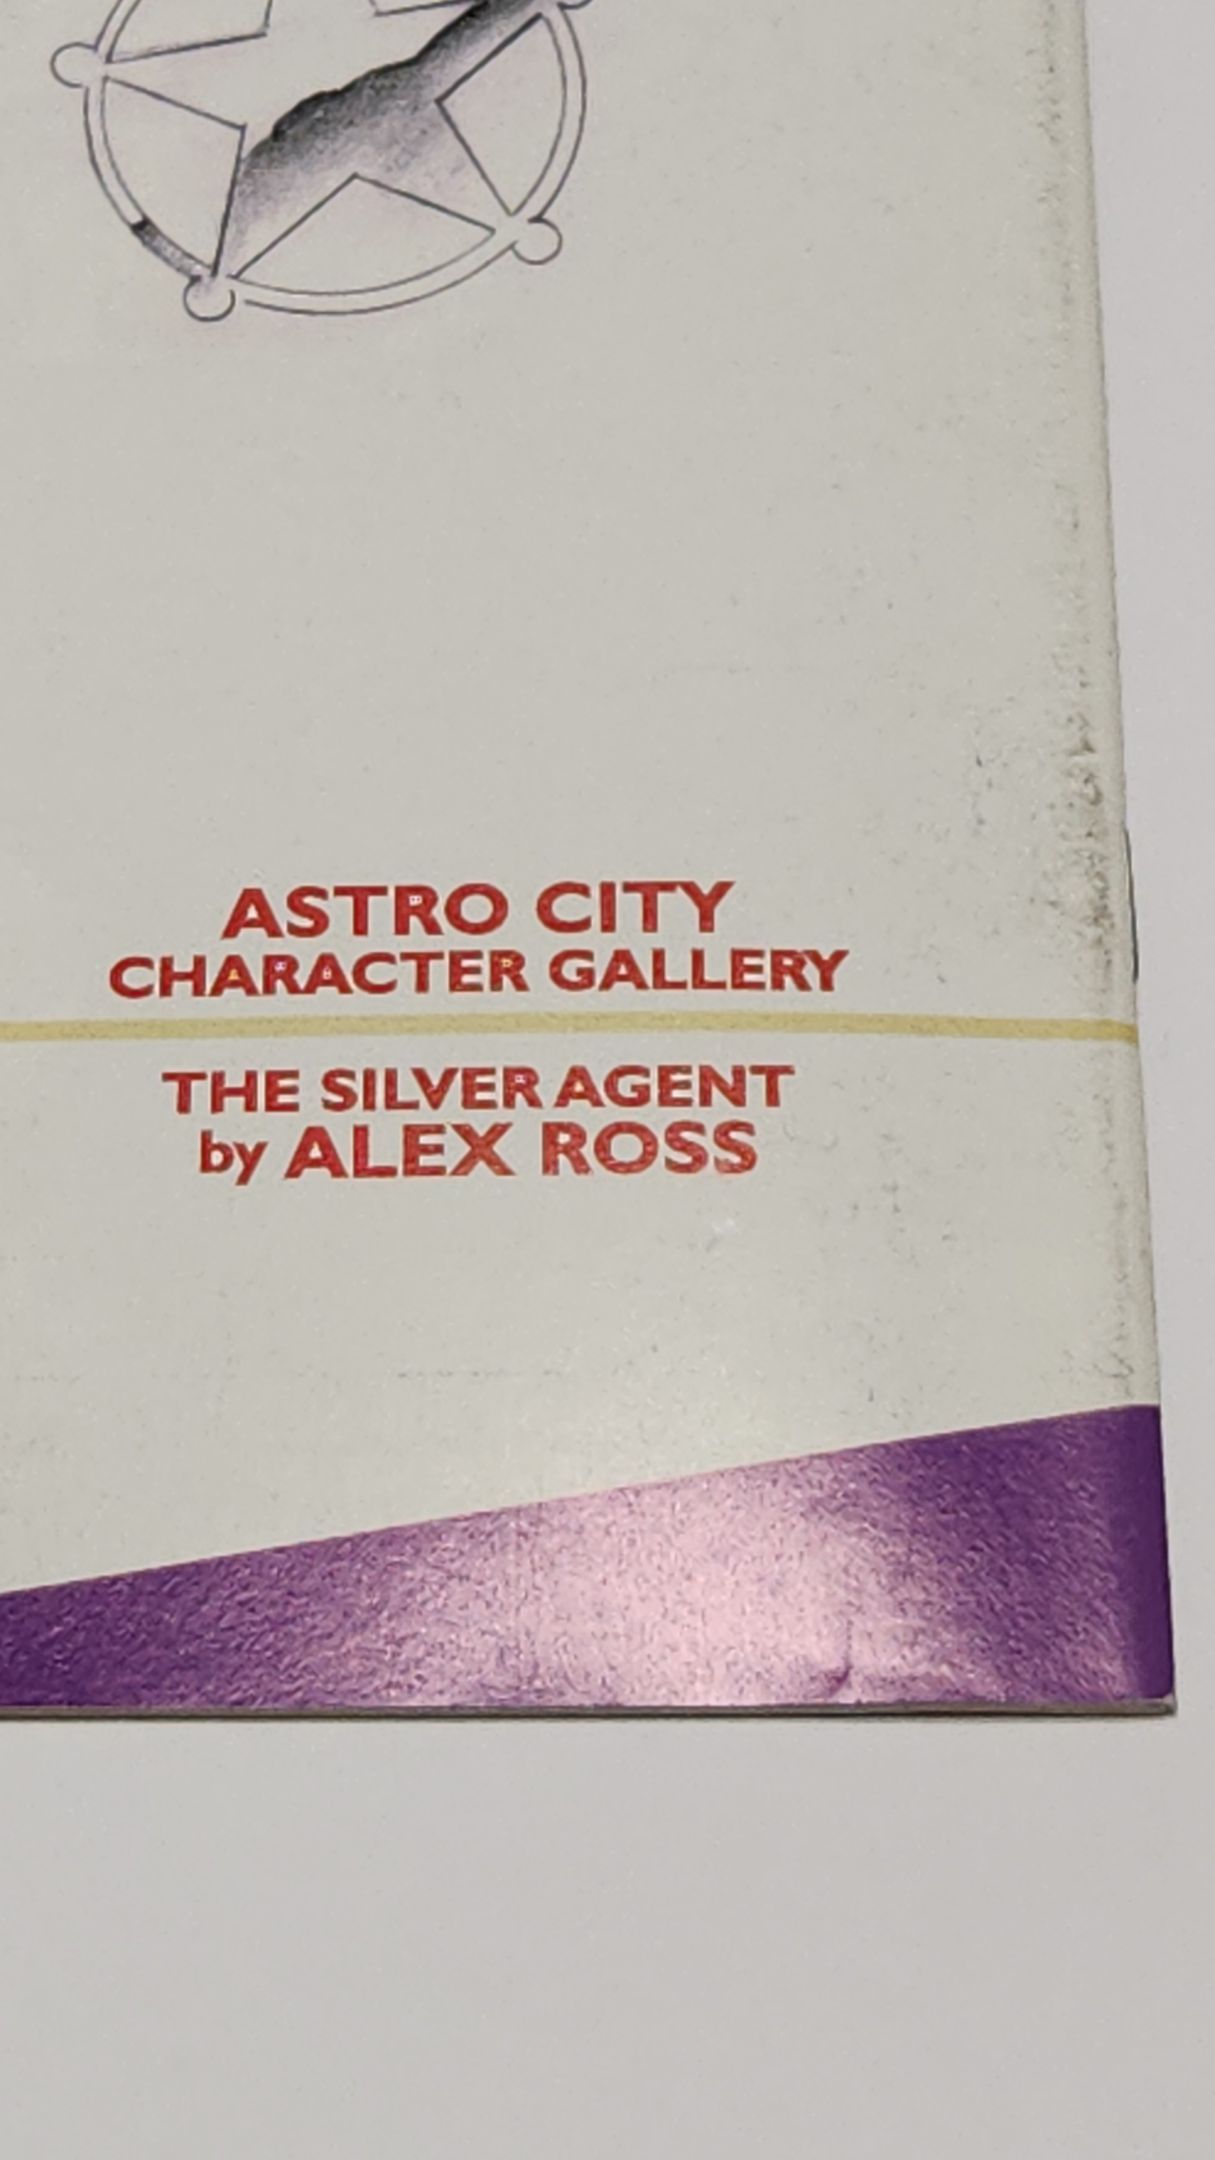 ASTRO CITY
CHARACTER GALLERY
THE SILVER AGENT
by ALEX ROSS